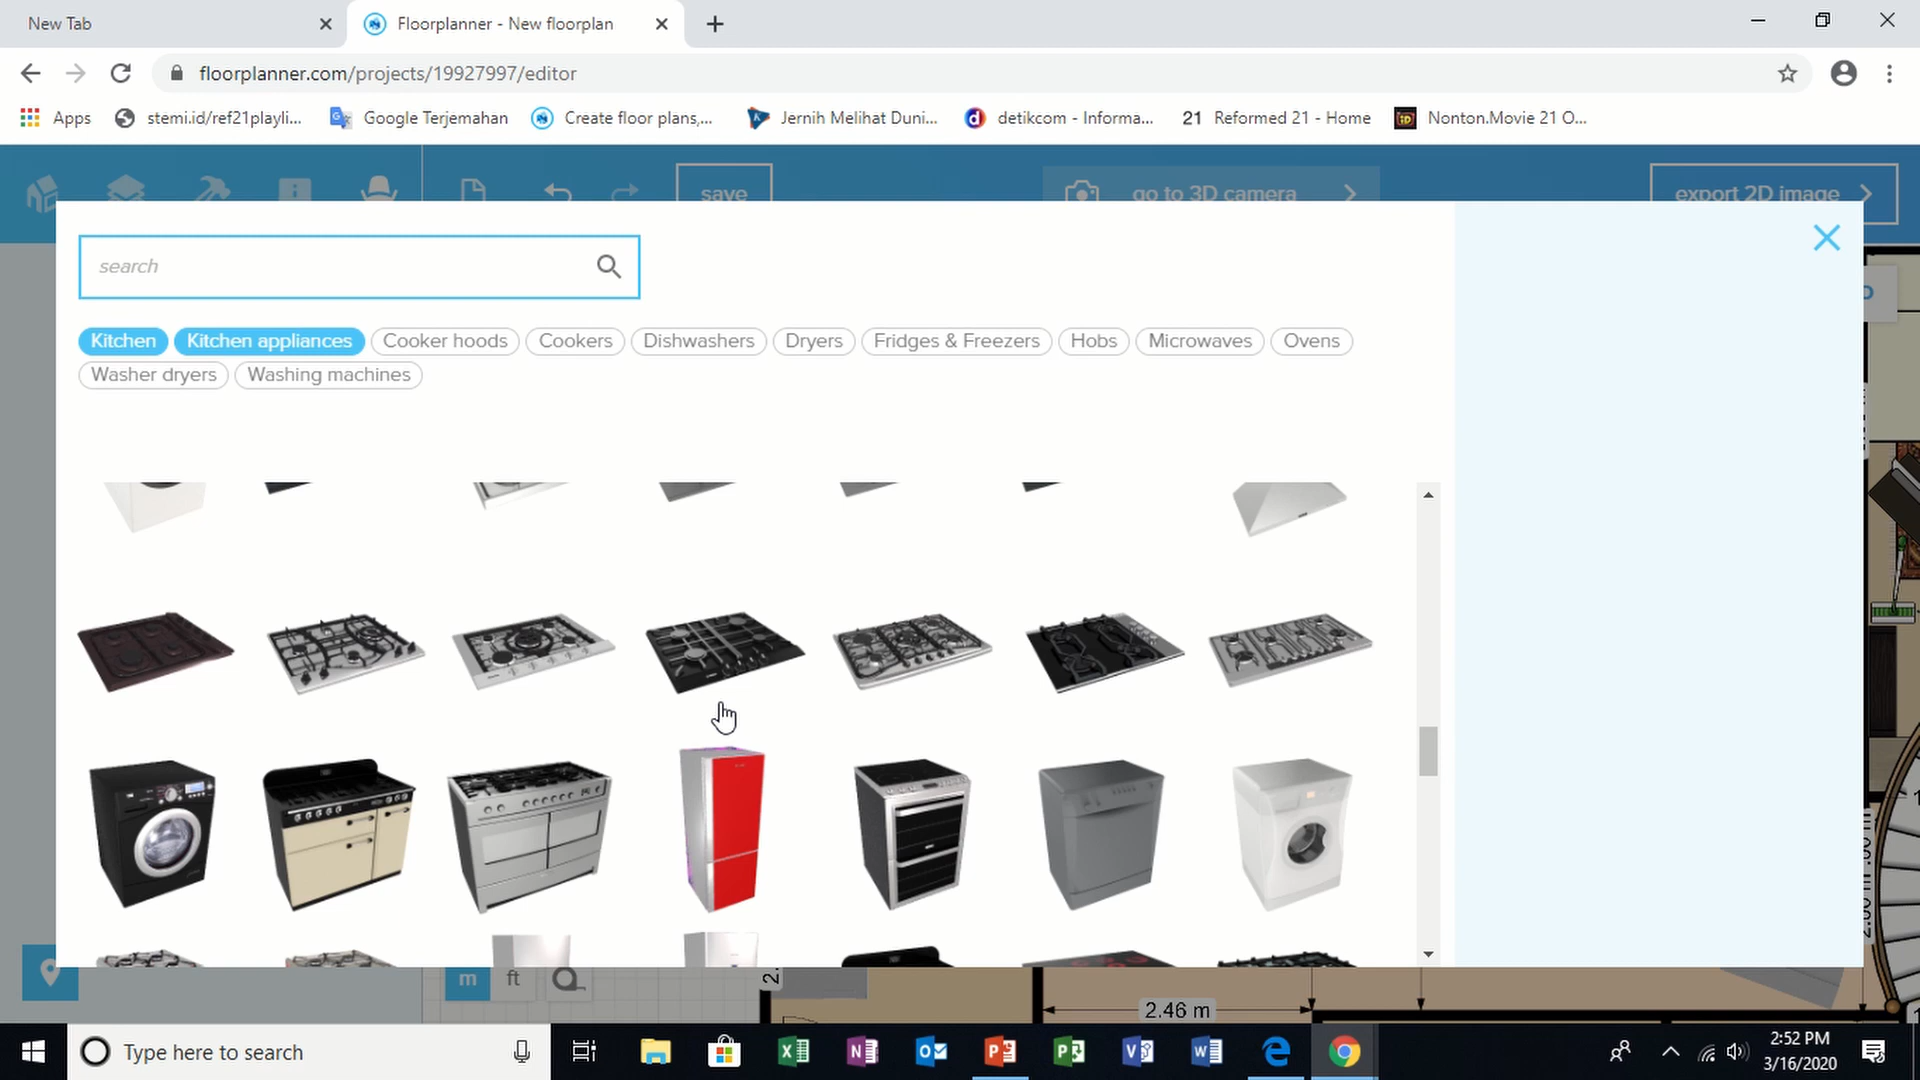 New Tab
Floorplanner - New floorplan
floorplanner.com/projects/19927997/editor
Apps
stemi.id/ref21playli...
Google Terjemahan
Create floor plans,...
Jernih Melihat Duni...
detikcom - Informa...
21 Reformed 21 - Home
Nonton.Movie 21 O...
save
go to 3D camera
export 2D image
search
Kitchen
Kitchen appliances
Cooker hoods
Cookers
Dishwashers
Dryers
Fridges & Freezers
Hobs
Microwaves
Ovens
Washer dryers
Washing machines
m
ft
2.46 m
Type here to search
2:52 PM
3/16/2020